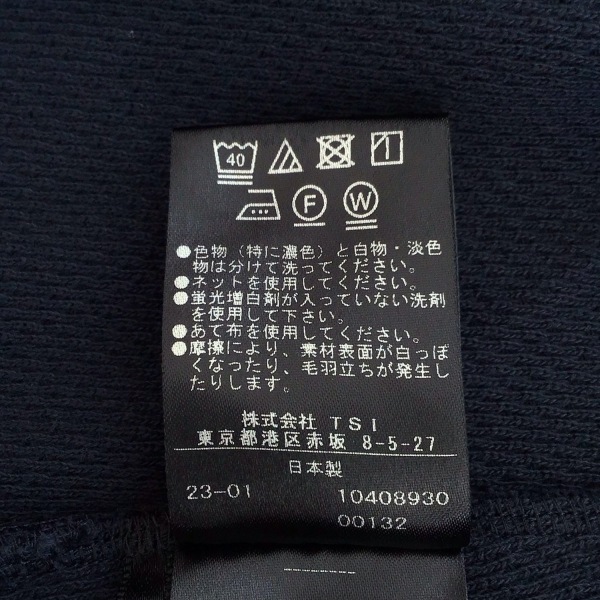 40
F W
●色物（特に濃色）と白物・淡色
物は分けて洗ってください。
●ネットを使用してください。
●蛍光増白剤が入っていない洗剤
を使用して下さい。
●あて布を使用してください。
●摩擦により、素材表面が白っぽ
くなったり、毛羽立ちが発生し
たりします。
株式会社 TSI
東京都港区赤坂 8-5-27
日本製
23-01 10408930
00132